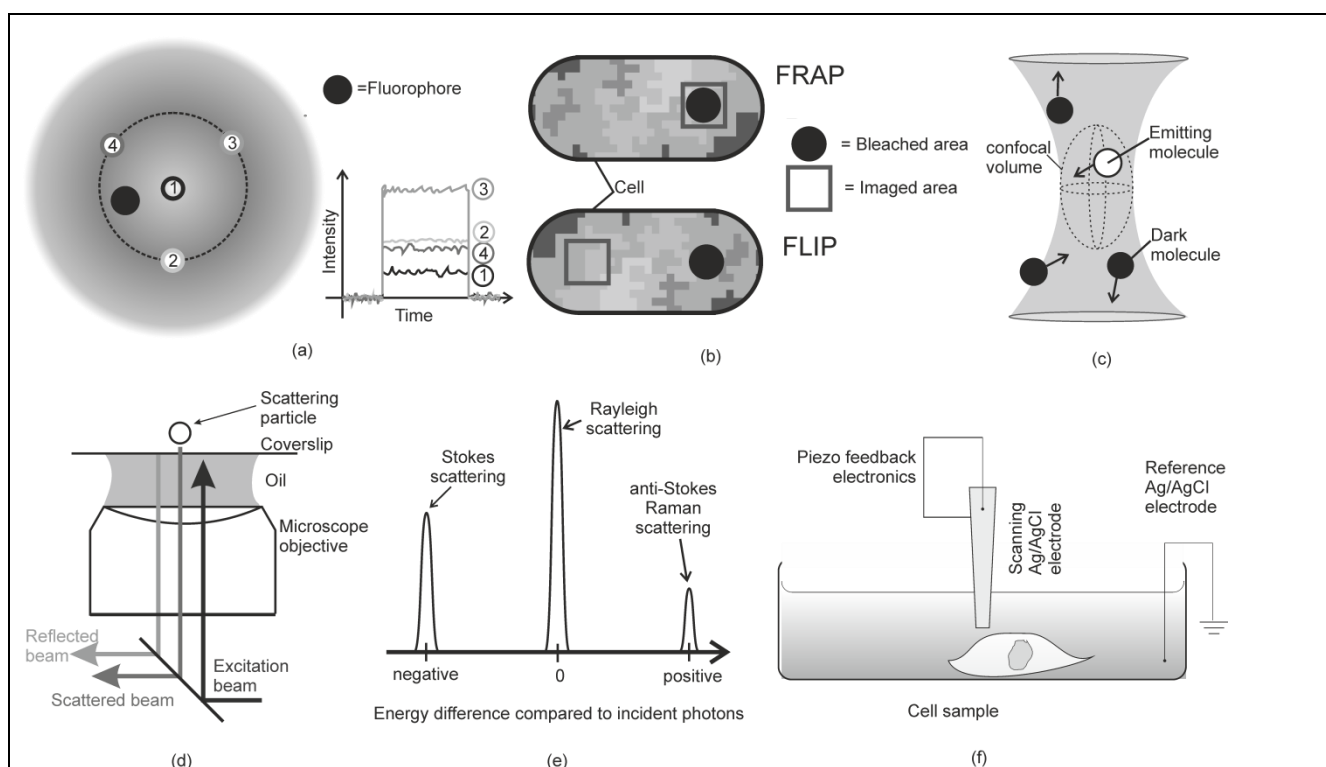 4
3
1
2
=Fluorophore
Intensity
3
2
4
1
Time
(a)
FRAP
= Bleached area
= Imaged area
Cell
FLIP
(b)
confocal
volume
Emitting
molecule
Dark
molecule
(c)
Scattering
particle
Coverslip
Oil
Microscope
objective
Reflected
beam
Scattered beam
Excitation
beam
(d)
Stokes
scattering
Rayleigh
scattering
anti-Stokes
Raman
scattering
negative
0
positive
Energy difference compared to incident photons
(e)
Piezo feedback
electronics
Scanning
Ag/AgCl
electrode
Reference
Ag/AgCl
electrode
Cell sample
(f)